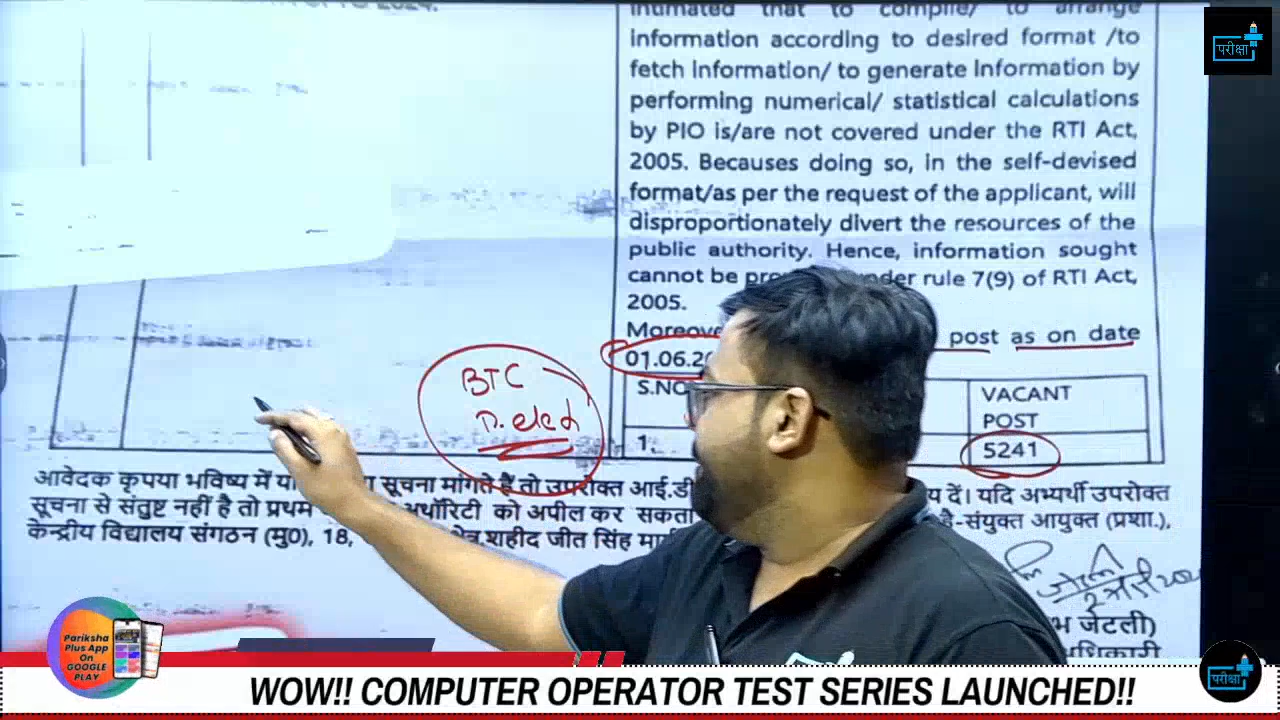 intimated that to compile/ to arrange
information according to desired format /to
fetch Information/ to generate Information by
performing numerical/ statistical calculations
by PIO is/are not covered under the RTI Act,
2005. Becauses doing so, in the self-devised
format/as per the request of the applicant, will
disproportionately divert the resources of the
public authority. Hence, information sought
cannot be under rule 7(9) of RTI Act,
2005.
post as on date
01.06.
S.NO
VACANT
POST
1.
5241
BTC
D.eled
आवेदक कृपया भविष्य में सूचना मांगते हैं तो उपरोक्त आई.डी दें। यदि अभ्यर्थी उपरोक्त
सूचना से संतुष्ट नहीं है तो प्रथम अथॉरिटी को अपील कर सकता है-संयुक्त आयुक्त (प्रशा.),
केन्द्रीय विद्यालय संगठन (मु0), 18, शहीद जीत सिंह
जेटली)
परीक्षा
Pariksha
Plus App
On
GOOGLE
PLAY
WOW!! COMPUTER OPERATOR TEST SERIES LAUNCHED!!
परीक्षा